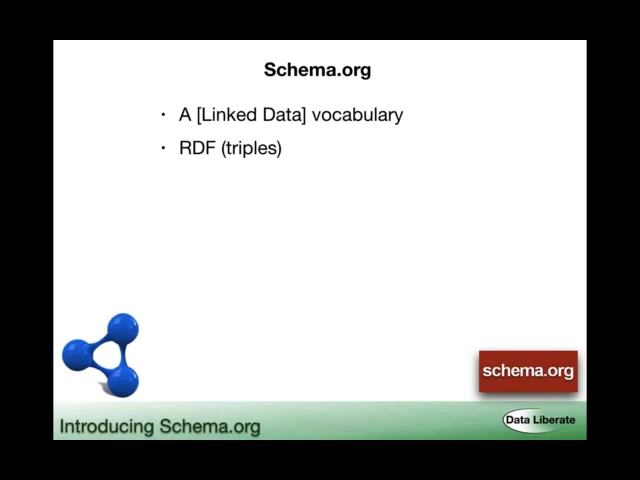 Schema.org
• A [Linked Data] vocabulary
• RDF (triples)
schema.org
Introducing Schema.org
Data Liberate